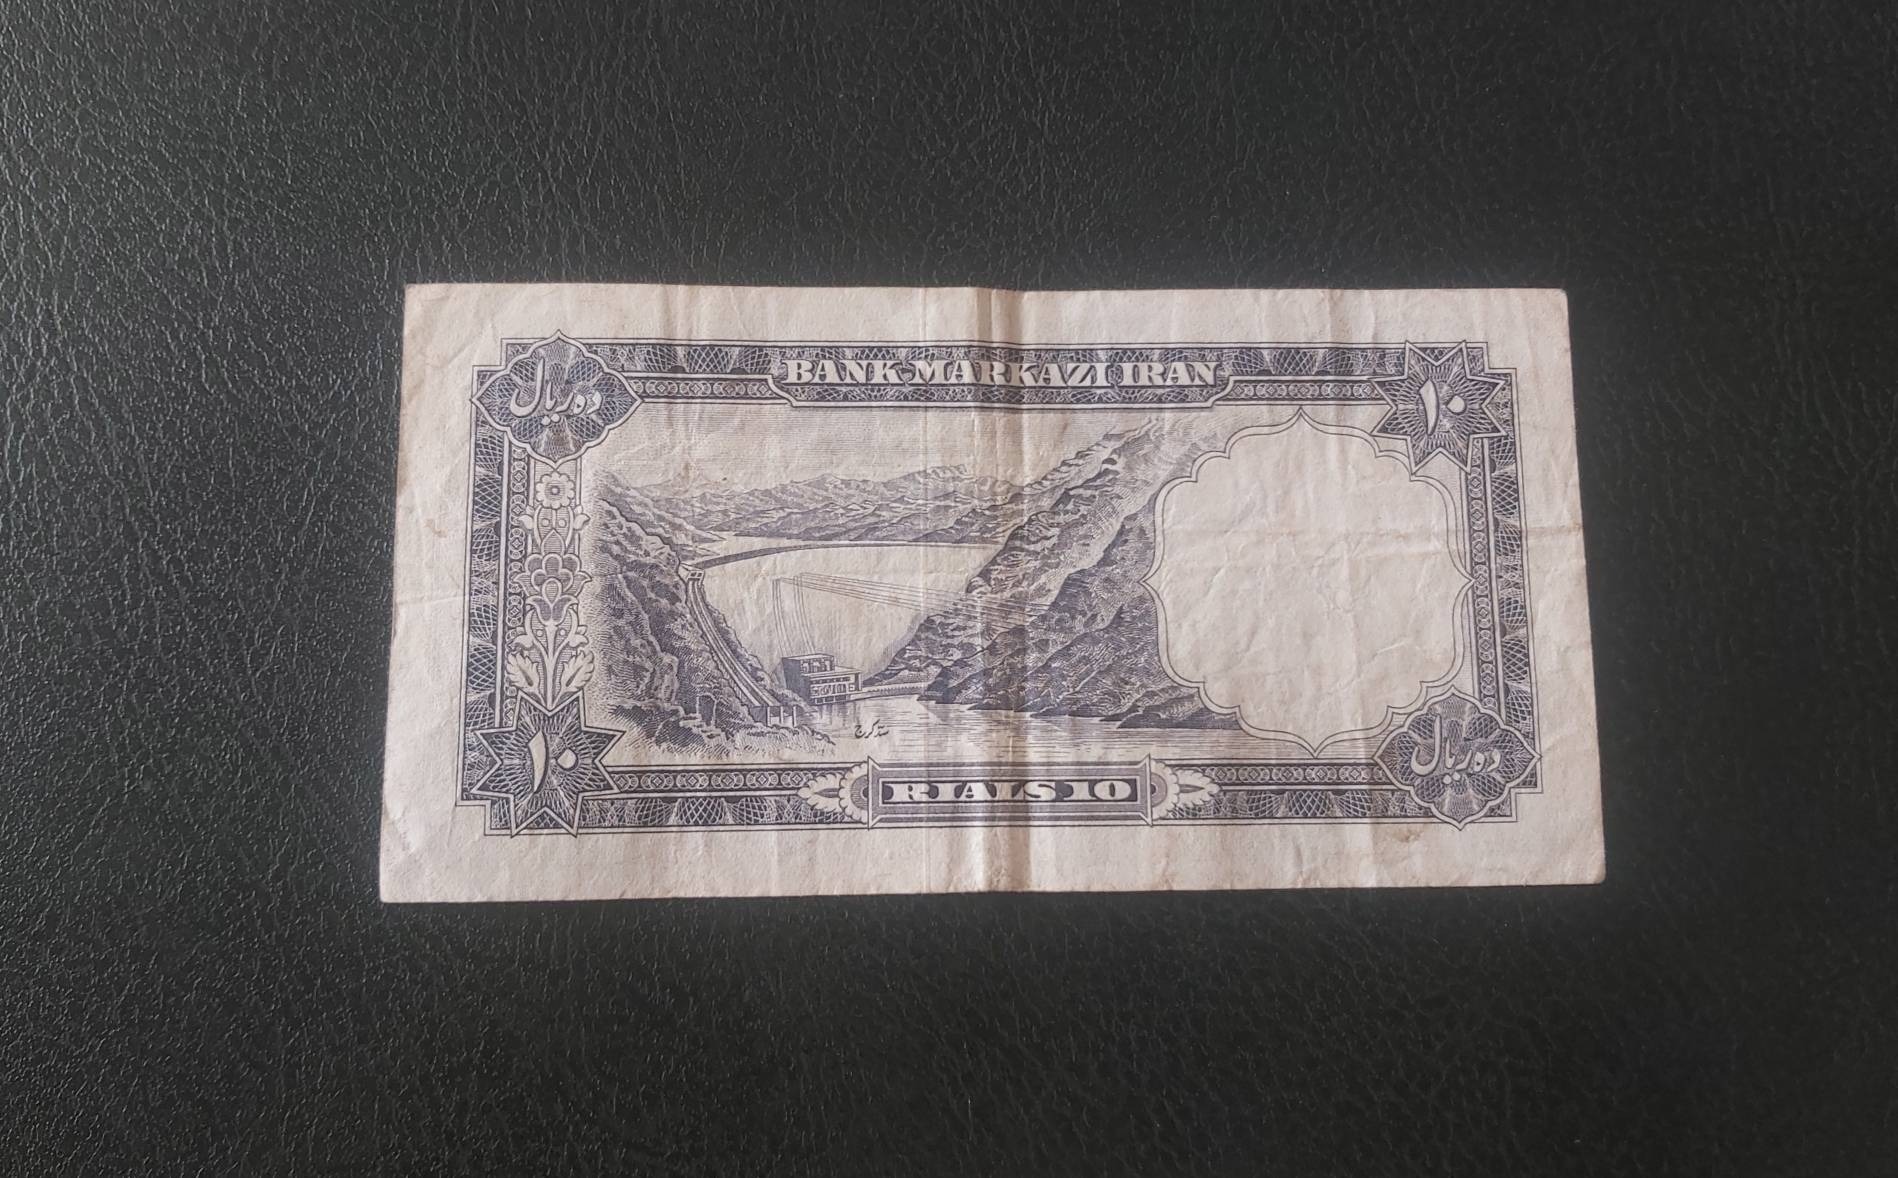 BANK MARKAZI IRAN
ده ریال
۱۰
سد کرج
۱۰
RIALS 10
ده ریال